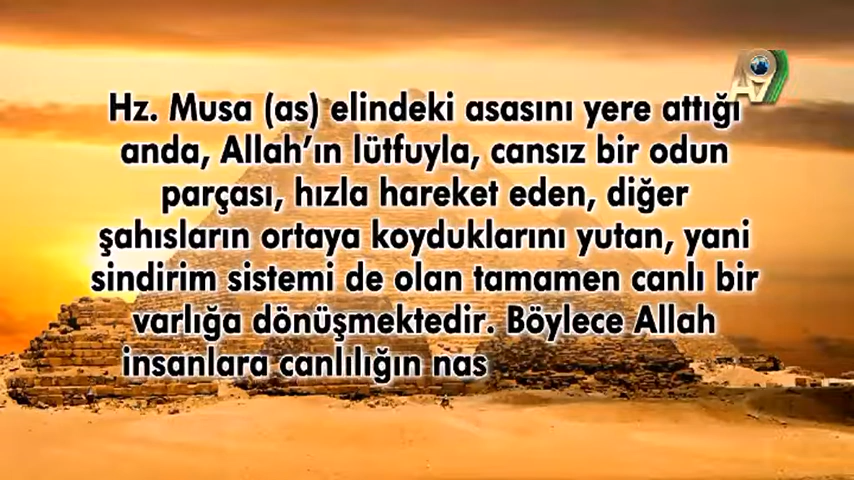 A9
Hz. Musa (as) elindeki asasını yere attığı
anda, Allah'ın lütfuyla, cansız bir odun
parçası, hızla hareket eden, diğer
şahısların ortaya koyduklarını yutan, yani
sindirim sistemi de olan tamamen canlı bir
varlığa dönüşmektedir. Böylece Allah
insanlara canlılığın nas